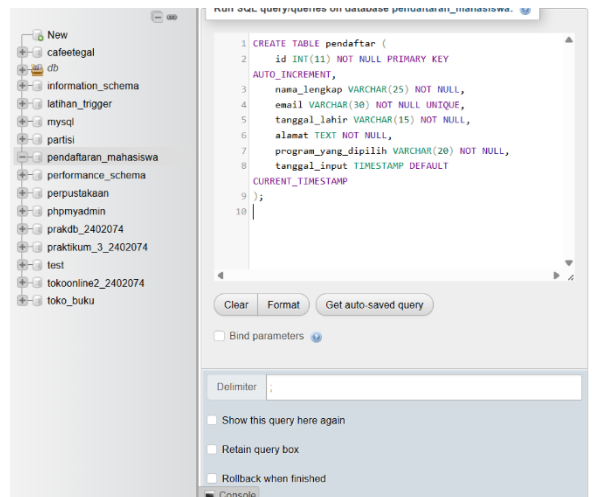 New
cafeetegal
db
information_schema
latihan_trigger
mysql
partisi
pendaftaran_mahasiswa
performance_schema
perpustakaan
phpmyadmin
prakdb_2402074
praktikum_3_2402074
test
tokoonline2_2402074
toko_buku
Run SQL query/queries on database pendaftaran_mahasiswa:
1 CREATE TABLE pendaftar (
2 id INT(11) NOT NULL PRIMARY KEY
AUTO_INCREMENT,
3 nama_lengkap VARCHAR(25) NOT NULL,
4 email VARCHAR(30) NOT NULL UNIQUE,
5 tanggal_lahir VARCHAR(15) NOT NULL,
6 alamat TEXT NOT NULL,
7 program_yang_dipilih VARCHAR(20) NOT NULL,
8 tanggal_input TIMESTAMP DEFAULT
CURRENT_TIMESTAMP
9 );
10
Clear Format Get auto-saved query
Bind parameters
Delimiter ;
Show this query here again
Retain query box
Rollback when finished
Console